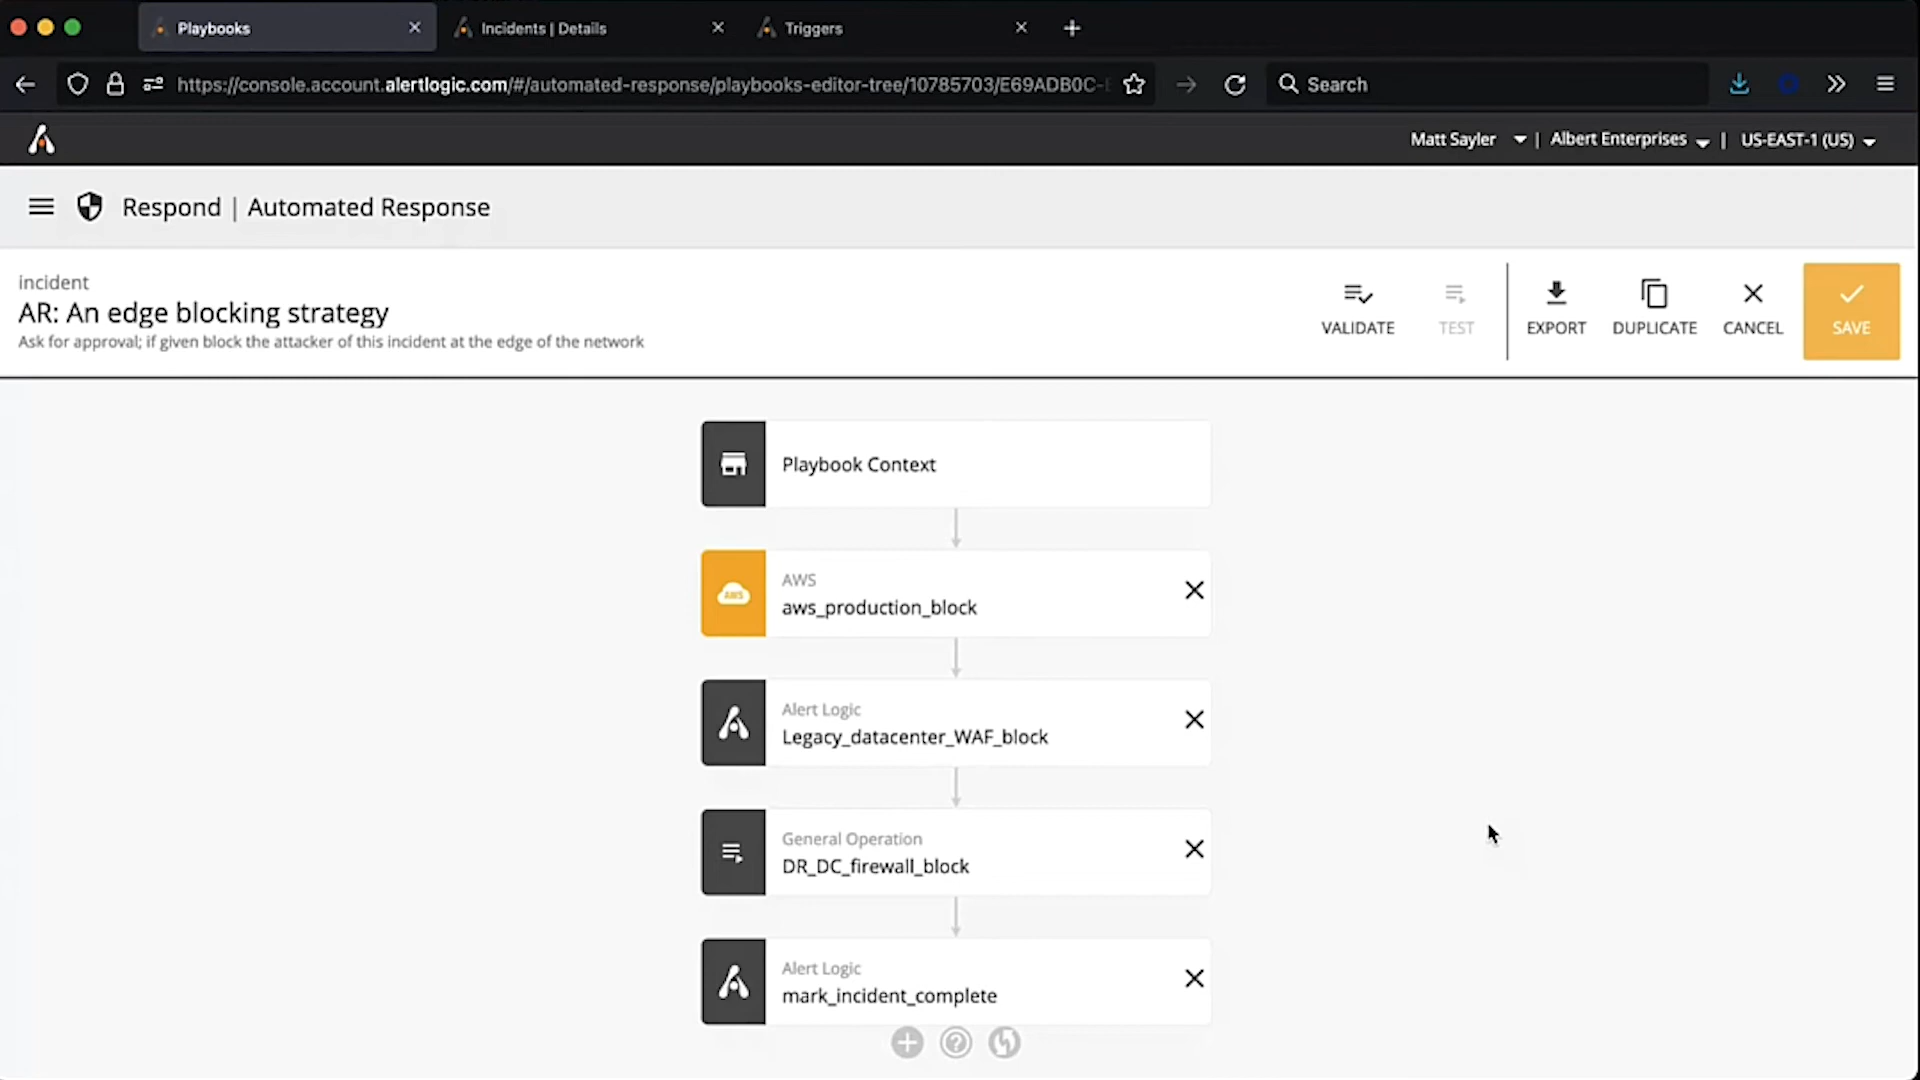 Playbooks
Incidents | Details
Triggers
https://console.account.alertlogic.com/#/automated-response/playbooks-editor-tree/10785703/E69ADB0C-
Search
Matt Sayler | Albert Enterprises | US-EAST-1 (US)
Respond | Automated Response
incident
AR: An edge blocking strategy
Ask for approval; if given block the attacker of this incident at the edge of the network
VALIDATE
TEST
EXPORT
DUPLICATE
CANCEL
SAVE
Playbook Context
AWS
AWS
aws_production_block
Alert Logic
Legacy_datacenter_WAF_block
General Operation
DR_DC_firewall_block
Alert Logic
mark_incident_complete